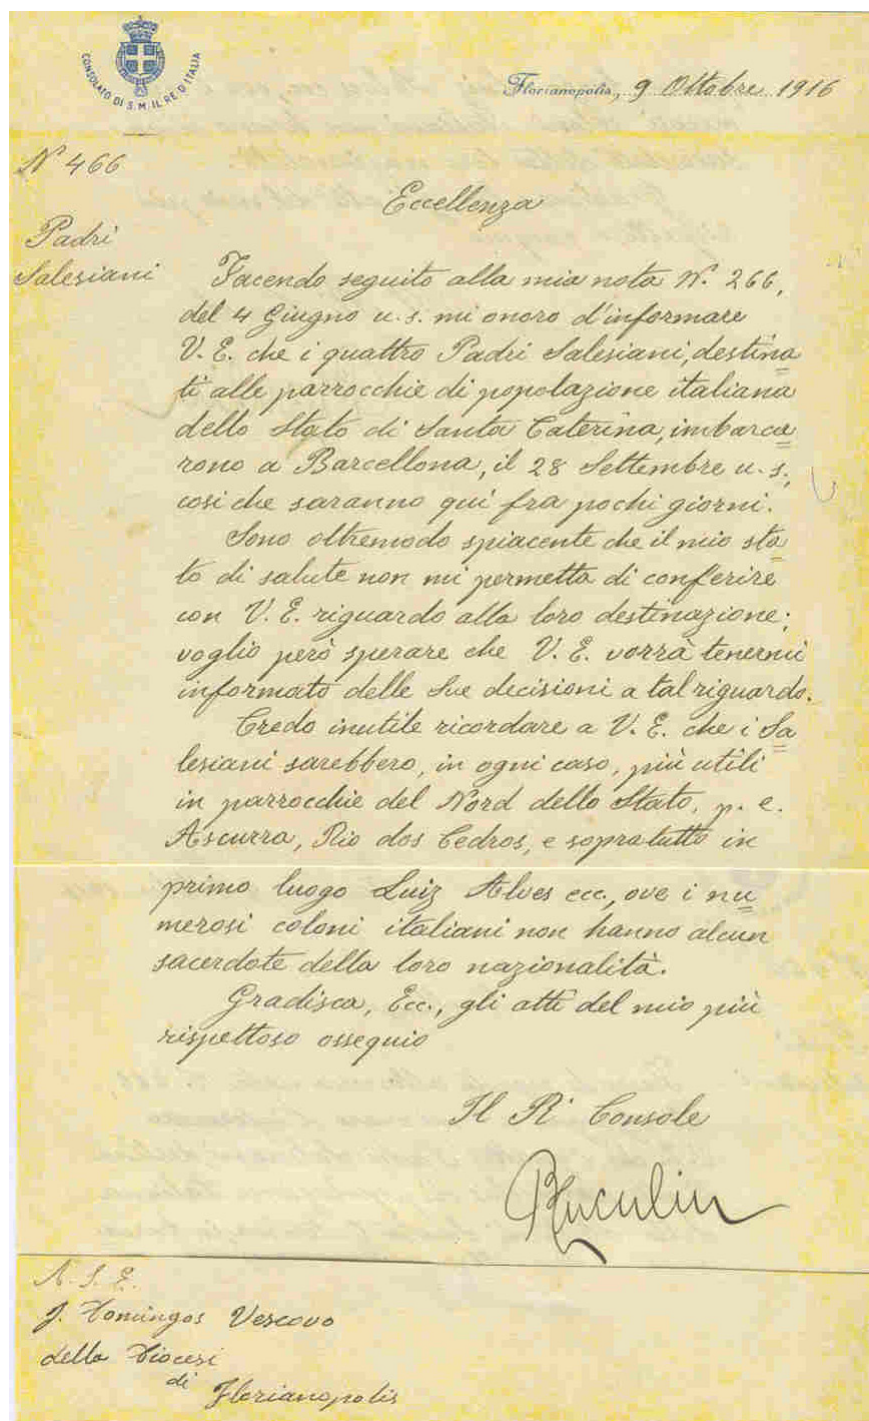 CONSOLATO DI S. M. IL RE D'ITALIA
Florianopolis, 9 Ottobre 1916
N° 466
Eccellenza
Padri
Salesiani
Facendo seguito alla mia nota N. 266,
del 4 Giugno u. s. mi onoro d'informare
V. E. che i quattro Padri Salesiani, destina
ti alle parrocchie di popolazione italiana
dello Stato di Santa Caterina, imbarca
rono a Barcellona, il 28 Settembre u. s.,
così che saranno qui fra pochi giorni.
Sono oltremodo spiacente che il mio sta
to di salute non mi permetta di conferire
con V. E. riguardo alla loro destinazione;
voglio però sperare che V. E. vorrà tenermi
informato delle Sue decisioni a tal riguardo.
Credo inutile ricordare a V. E. che i Sa
lesiani sarebbero, in ogni caso, più utili
in parrocchie del Nord dello Stato, p. e.
Ascurra, Rio dos Cedros, e sopratutto in
primo luogo Luiz Alves ecc., ove i nu
merosi coloni italiani non hanno alcun
sacerdote della loro nazionalità.
Gradisca, Ecc., gli atti del mio più
rispettoso ossequio
Il Ri Console
A. S. E.
Domingos Vescovo
della Diocesi
di Florianopolis